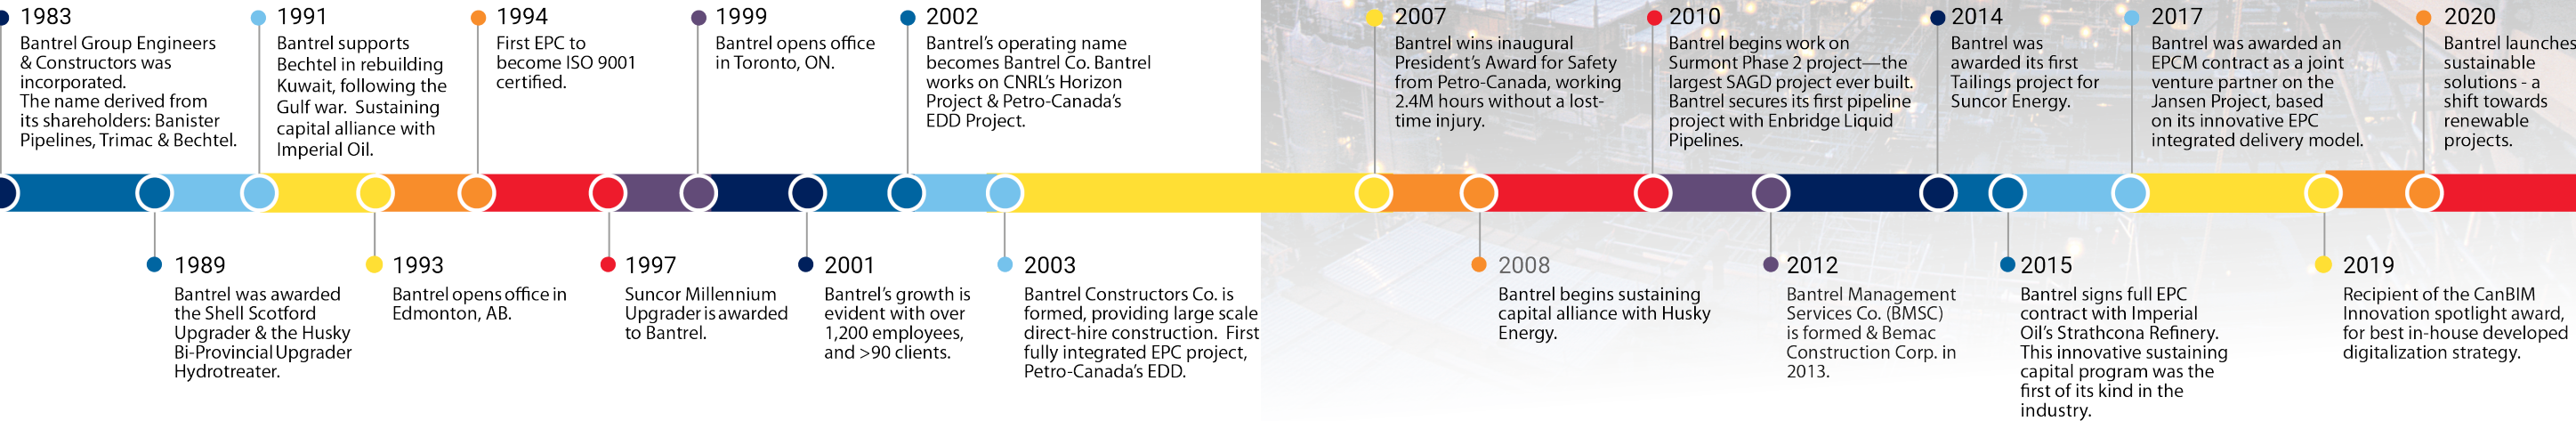 1983
Bantrel Group Engineers
& Constructors was
incorporated.
The name derived from
its shareholders: Banister
Pipelines, Trimac & Bechtel.
1989
Bantrel was awarded
the Shell Scotford
Upgrader & the Husky
Bi-Provincial Upgrader
Hydrotreater.
1991
Bantrel supports
Bechtel in rebuilding
Kuwait, following the
Gulf war. Sustaining
capital alliance with
Imperial Oil.
1993
Bantrel opens office in
Edmonton, AB.
1994
First EPC to
become ISO 9001
certified.
1997
Suncor Millennium
Upgrader is awarded
to Bantrel.
1999
Bantrel opens office
in Toronto, ON.
2001
Bantrel's growth is
evident with over
1,200 employees,
and >90 clients.
2002
Bantrel's operating name
becomes Bantrel Co. Bantrel
works on CNRL's Horizon
Project & Petro-Canada's
EDD Project.
2003
Bantrel Constructors Co. is
formed, providing large scale
direct-hire construction. First
fully integrated EPC project,
Petro-Canada's EDD.
2007
Bantrel wins inaugural
President's Award for Safety
from Petro-Canada, working
2.4M hours without a lost-
time injury.
2008
Bantrel begins sustaining
capital alliance with Husky
Energy.
2010
Bantrel begins work on
Surmont Phase 2 project—the
largest SAGD project ever built.
Bantrel secures its first pipeline
project with Enbridge Liquid
Pipelines.
2012
Bantrel Management
Services Co. (BMSC)
is formed & Bemac
Construction Corp. in
2013.
2014
Bantrel was
awarded its first
Tailings project for
Suncor Energy.
2015
Bantrel signs full EPC
contract with Imperial
Oil's Strathcona Refinery.
This innovative sustaining
capital program was the
first of its kind in the
industry.
2017
Bantrel was awarded an
EPCM contract as a joint
venture partner on the
Jansen Project, based
on its innovative EPC
integrated delivery model.
2019
Recipient of the CanBIM
Innovation spotlight award,
for best in-house developed
digitalization strategy.
2020
Bantrel launches
sustainable
solutions - a
shift towards
renewable
projects.